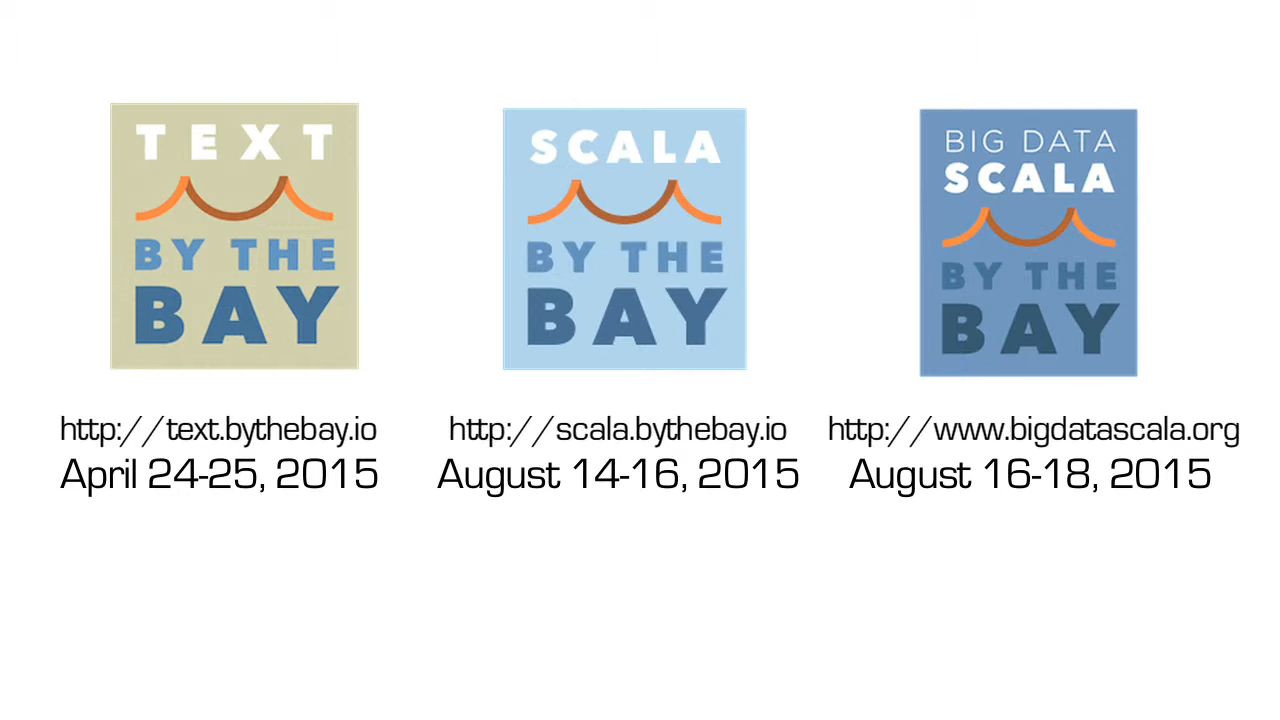 TEXT
BY THE
BAY
http://text.bythebay.io
April 24-25, 2015
SCALA
BY THE
BAY
http://scala.bythebay.io
August 14-16, 2015
BIG DATA
SCALA
BY THE
BAY
http://www.bigdatascala.org
August 16-18, 2015